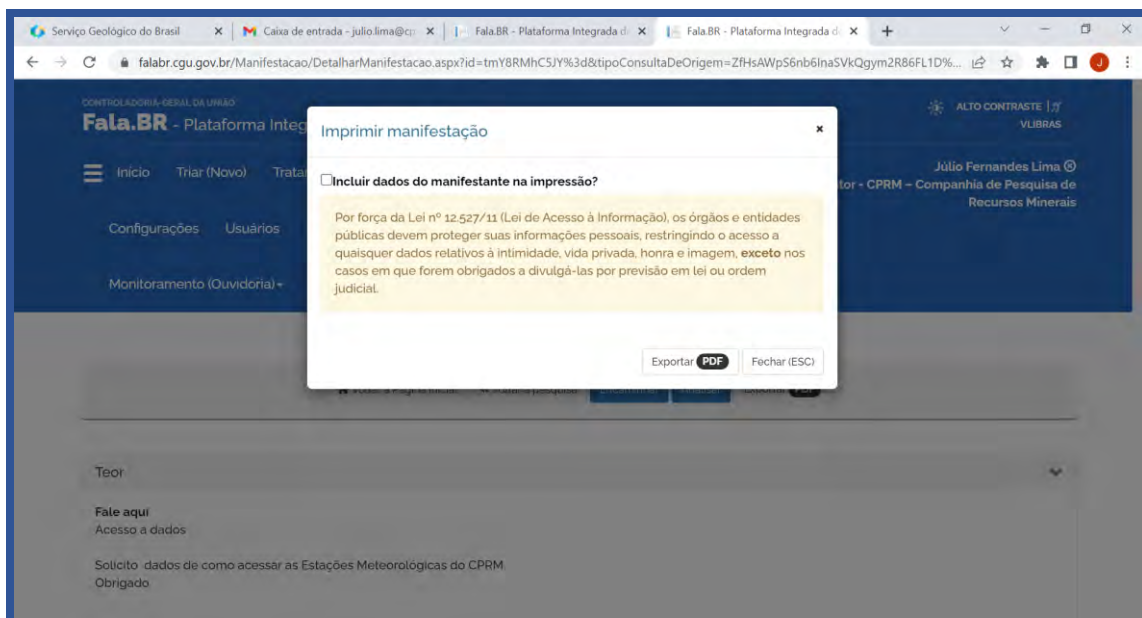 Serviço Geológico do Brasil
Caixa de entrada - julio.lima@cp
Fala.BR - Plataforma Integrada d
Fala.BR - Plataforma Integrada d
falabr.cgu.gov.br/Manifestacao/DetalharManifestacao.aspx?id=tmY8RMhC5JY%3d&tipoConsultaDeOrigem=ZfHsAWpS6nb6InaSVkQgym2R86FL1D%...
J
CONTROLADORIA-GERAL DA UNIÃO
Fala.BR - Plataforma Integ
ALTO CONTRASTE
VLIBRAS
Início Triar (Novo) Trata
Júlio Fernandes Lima
tor - CPRM – Companhia de Pesquisa de
Recursos Minerais
Configurações Usuários
Monitoramento (Ouvidoria)
Imprimir manifestação
Incluir dados do manifestante na impressão?
Por força da Lei nº 12.527/11 (Lei de Acesso à Informação), os órgãos e entidades
públicas devem proteger suas informações pessoais, restringindo o acesso a
quaisquer dados relativos à intimidade, vida privada, honra e imagem, exceto nos
casos em que forem obrigados a divulgá-las por previsão em lei ou ordem
judicial.
Exportar PDF Fechar (ESC)
Teor
Fale aqui
Acesso a dados
Solicito dados de como acessar as Estações Meteorológicas do CPRM
Obrigado